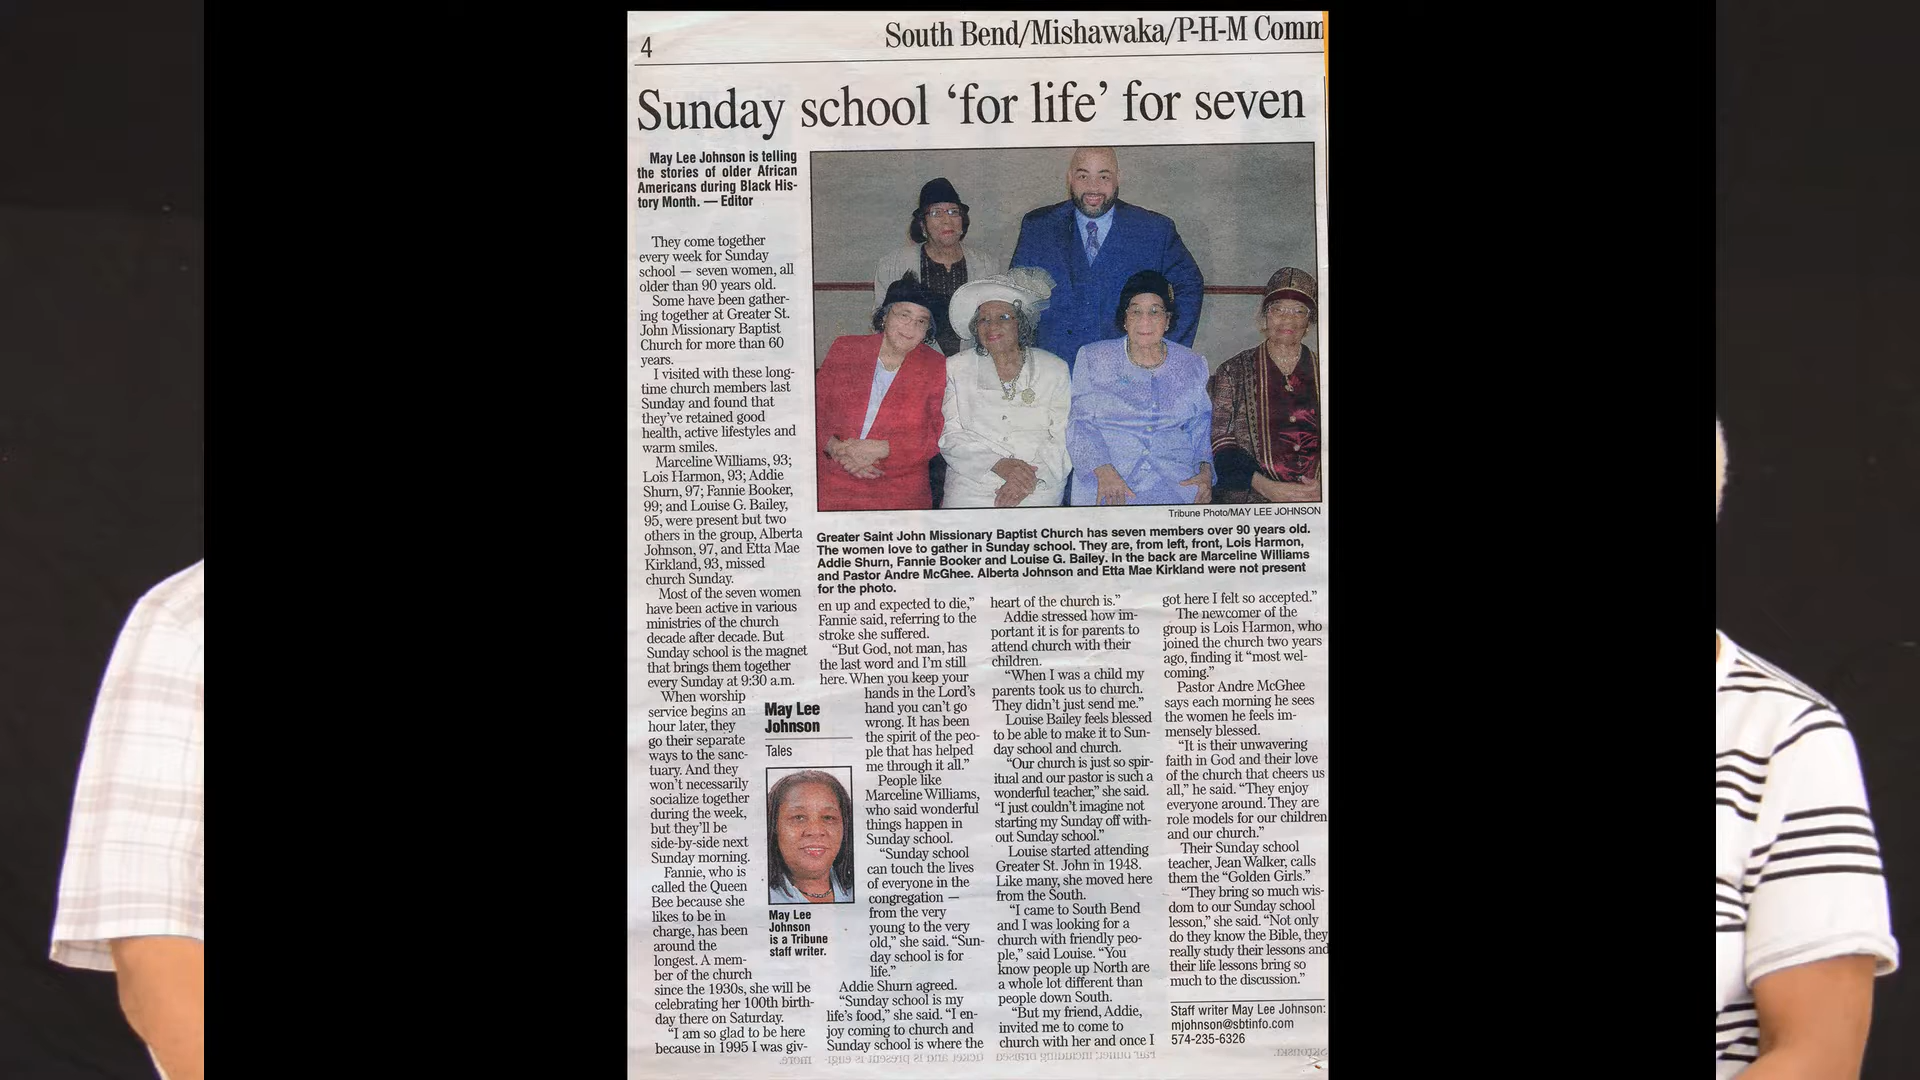 4
South Bend/Mishawaka/P-H-M Comm
Sunday school ‘for life’ for seven
May Lee Johnson is telling
the stories of older African
Americans during Black His-
tory Month. — Editor
They come together
every week for Sunday
school — seven women, all
older than 90 years old.
Some have been gather-
ing together at Greater St.
John Missionary Baptist
Church for more than 60
years.
I visited with these long-
time church members last
Sunday and found that
they’ve retained good
health, active lifestyles and
warm smiles.
Marceline Williams, 93;
Lois Harmon, 93; Addie
Shurn, 97; Fannie Booker,
99; and Louise G. Bailey,
95, were present but two
others in the group, Alberta
Johnson, 97, and Etta Mae
Kirkland, 93, missed
church Sunday.
Most of the seven women
have been active in various
ministries of the church
decade after decade. But
Sunday school is the magnet
that brings them together
every Sunday at 9:30 a.m.
When worship
service begins an
hour later, they
go their separate
ways to the sanc-
tuary. And they
won’t necessarily
socialize together
during the week,
but they’ll be
side-by-side next
Sunday morning.
Fannie, who is
called the Queen
Bee because she
likes to be in
charge, has been
around the
longest. A mem-
ber of the church
since the 1930s, she will be
celebrating her 100th birth-
day there on Saturday.
“I am so glad to be here
because in 1995 I was giv-
Tribune Photo/MAY LEE JOHNSON
Greater Saint John Missionary Baptist Church has seven members over 90 years old.
The women love to gather in Sunday school. They are, from left, front, Lois Harmon,
Addie Shurn, Fannie Booker and Louise G. Bailey. In the back are Marceline Williams
and Pastor Andre McGhee. Alberta Johnson and Etta Mae Kirkland were not present
for the photo.
May Lee
Johnson
Tales
May Lee
Johnson
is a Tribune
staff writer.
en up and expected to die,”
Fannie said, referring to the
stroke she suffered.
“But God, not man, has
the last word and I’m still
here. When you keep your
hands in the Lord’s
hand you can’t go
wrong. It has been
the spirit of the peo-
ple that has helped
me through it all.”
People like
Marceline Williams,
who said wonderful
things happen in
Sunday school.
“Sunday school
can touch the lives
of everyone in the
congregation —
from the very
young to the very
old,” she said. “Sun-
day school is for
life.”
Addie Shurn agreed.
“Sunday school is my
life’s food,” she said. “I en-
joy coming to church and
Sunday school is where the
heart of the church is.”
Addie stressed how im-
portant it is for parents to
attend church with their
children.
“When I was a child my
parents took us to church.
They didn’t just send me.”
Louise Bailey feels blessed
to be able to make it to Sun-
day school and church.
“Our church is just so spir-
itual and our pastor is such a
wonderful teacher,” she said.
“I just couldn’t imagine not
starting my Sunday off with-
out Sunday school.”
Louise started attending
Greater St. John in 1948.
Like many, she moved here
from the South.
“I came to South Bend
and I was looking for a
church with friendly peo-
ple,” said Louise. “You
know people up North are
a whole lot different than
people down South.
“But my friend, Addie,
invited me to come to
church with her and once I
got here I felt so accepted.”
The newcomer of the
group is Lois Harmon, who
joined the church two years
ago, finding it “most wel-
coming.”
Pastor Andre McGhee
says each morning he sees
the women he feels im-
mensely blessed.
“It is their unwavering
faith in God and their love
of the church that cheers us
all,” he said. “They enjoy
everyone around. They are
role models for our children
and our church.”
Their Sunday school
teacher, Jean Walker, calls
them the “Golden Girls.”
“They bring so much wis-
dom to our Sunday school
lesson,” she said. “Not only
do they know the Bible, they
really study their lessons and
their life lessons bring so
much to the discussion.”
Staff writer May Lee Johnson:
mjohnson@sbtinfo.com
574-235-6326